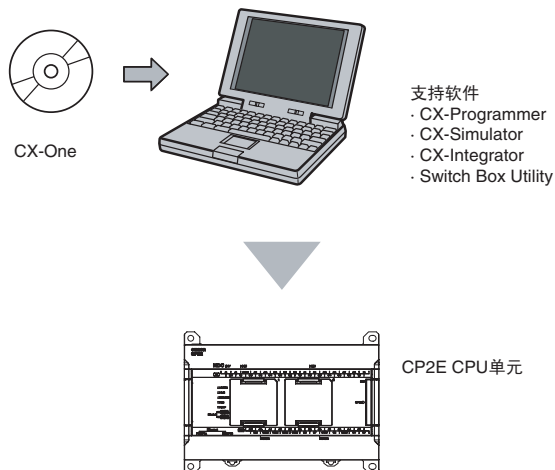 支持软件
· CX-Programmer
· CX-Simulator
· CX-Integrator
· Switch Box Utility
CX-One
CP2E CPU单元